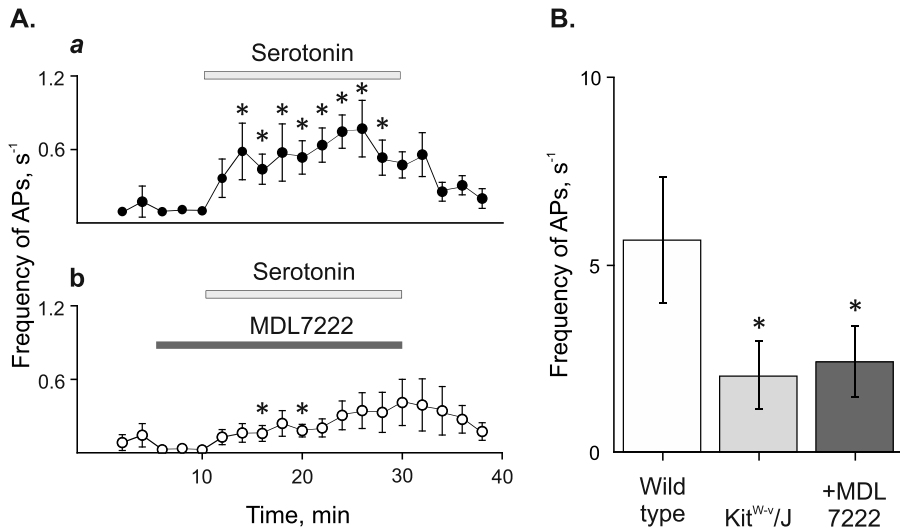 A.
a
Serotonin
1.2
* * * * * * * *
0.6
Frequency of APs, s⁻¹
b
Serotonin
1.2
MDL7222
0.6
* *
10 20 30 40
Time, min
B.
10
Frequency of APs, s⁻¹
5
* *
0
Wild
type
Kitᵂ⁻ᵛ/J
+MDL
7222